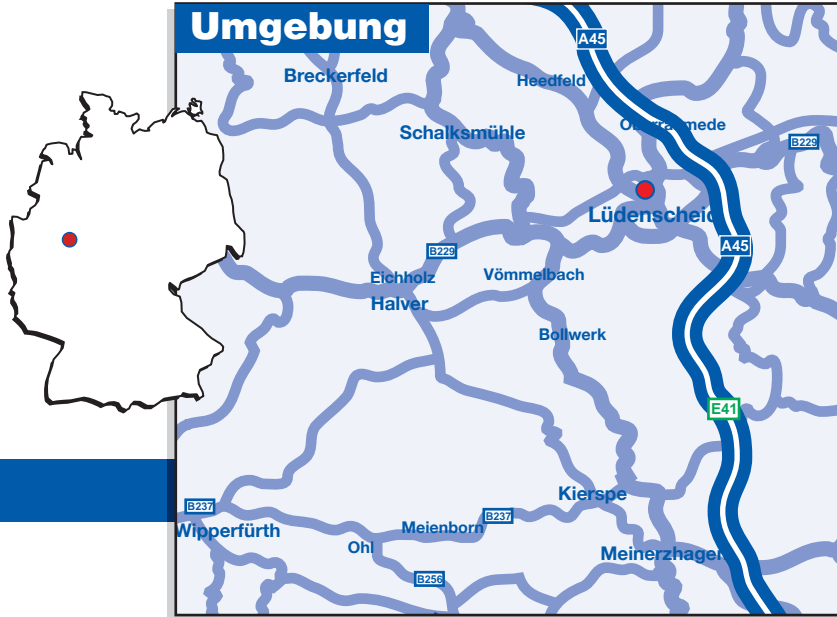 Umgebung
A45
Breckerfeld
Heedfeld
Oberrahmede
Schalksmühle
B229
Lüdenscheid
A45
B229
Eichholz
Vömmelbach
Halver
Bollwerk
E41
Kierspe
B237
B237
Meienborn
Wipperfürth
Ohl
Meinerzhagen
B256